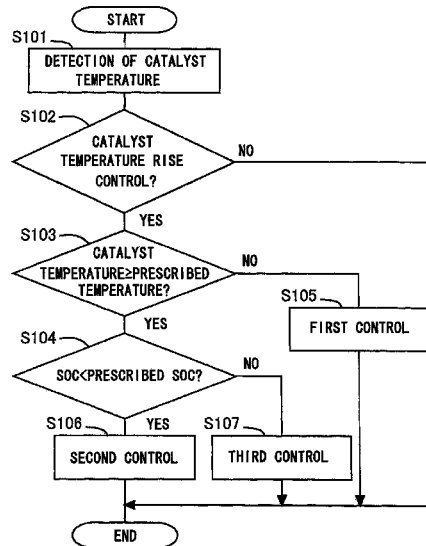 START
S101
DETECTION OF CATALYST
TEMPERATURE
S102
CATALYST
TEMPERATURE RISE
CONTROL?
NO
YES
S103
CATALYST
TEMPERATURE≥PRESCRIBED
TEMPERATURE?
NO
YES
S105
FIRST CONTROL
S104
SOC<PRESCRIBED SOC?
NO
YES
S106
SECOND CONTROL
S107
THIRD CONTROL
END